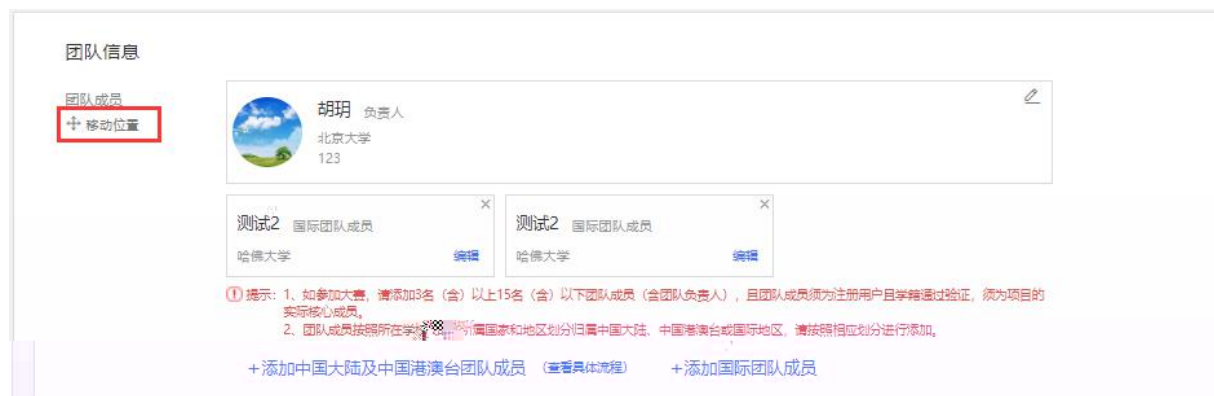 团队信息
团队成员
移动位置
胡玥 负责人
北京大学
123
测试2 国际团队成员
哈佛大学 编辑
测试2 国际团队成员
哈佛大学 编辑
提示：1、如参加大赛，请添加3名（含）以上15名（含）以下团队成员（含团队负责人），且团队成员须为注册用户且学籍通过验证，须为项目的
实际核心成员。
2、团队成员按照所在学 所属国家和地区划分归属中国大陆、中国港澳台或国际地区，请按照相应划分进行添加。
+添加中国大陆及中国港澳台团队成员 （查看具体流程） +添加国际团队成员